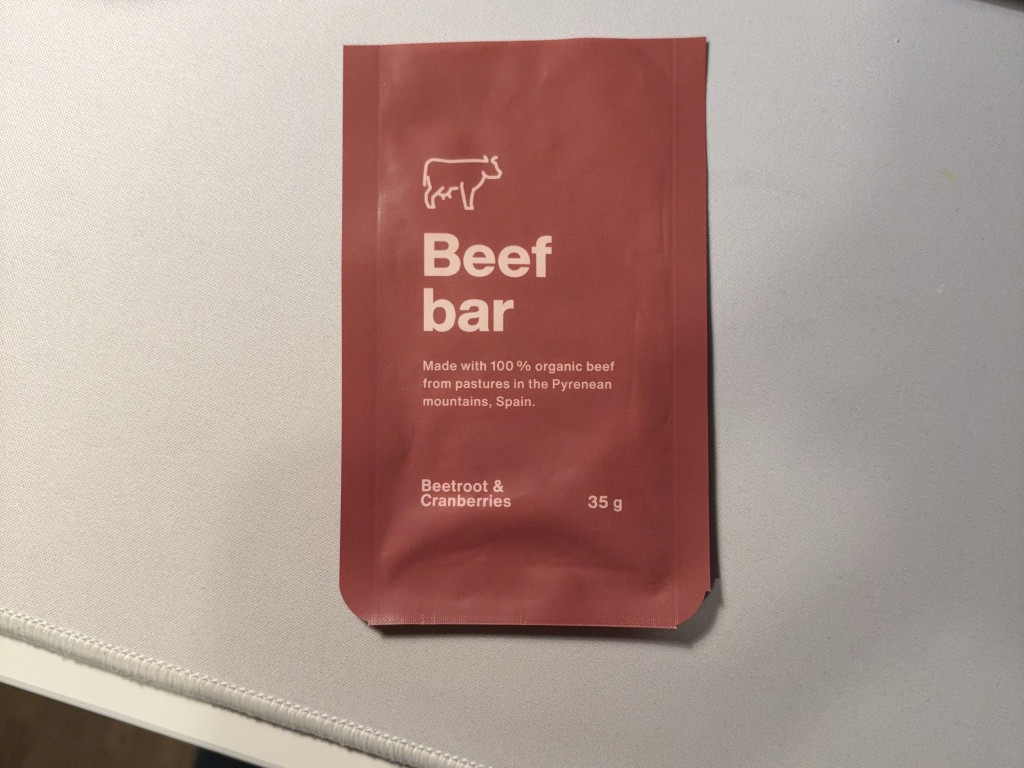 Beef
bar
Made with 100 % organic beef
from pastures in the Pyrenean
mountains, Spain.
Beetroot &
Cranberries
35 g